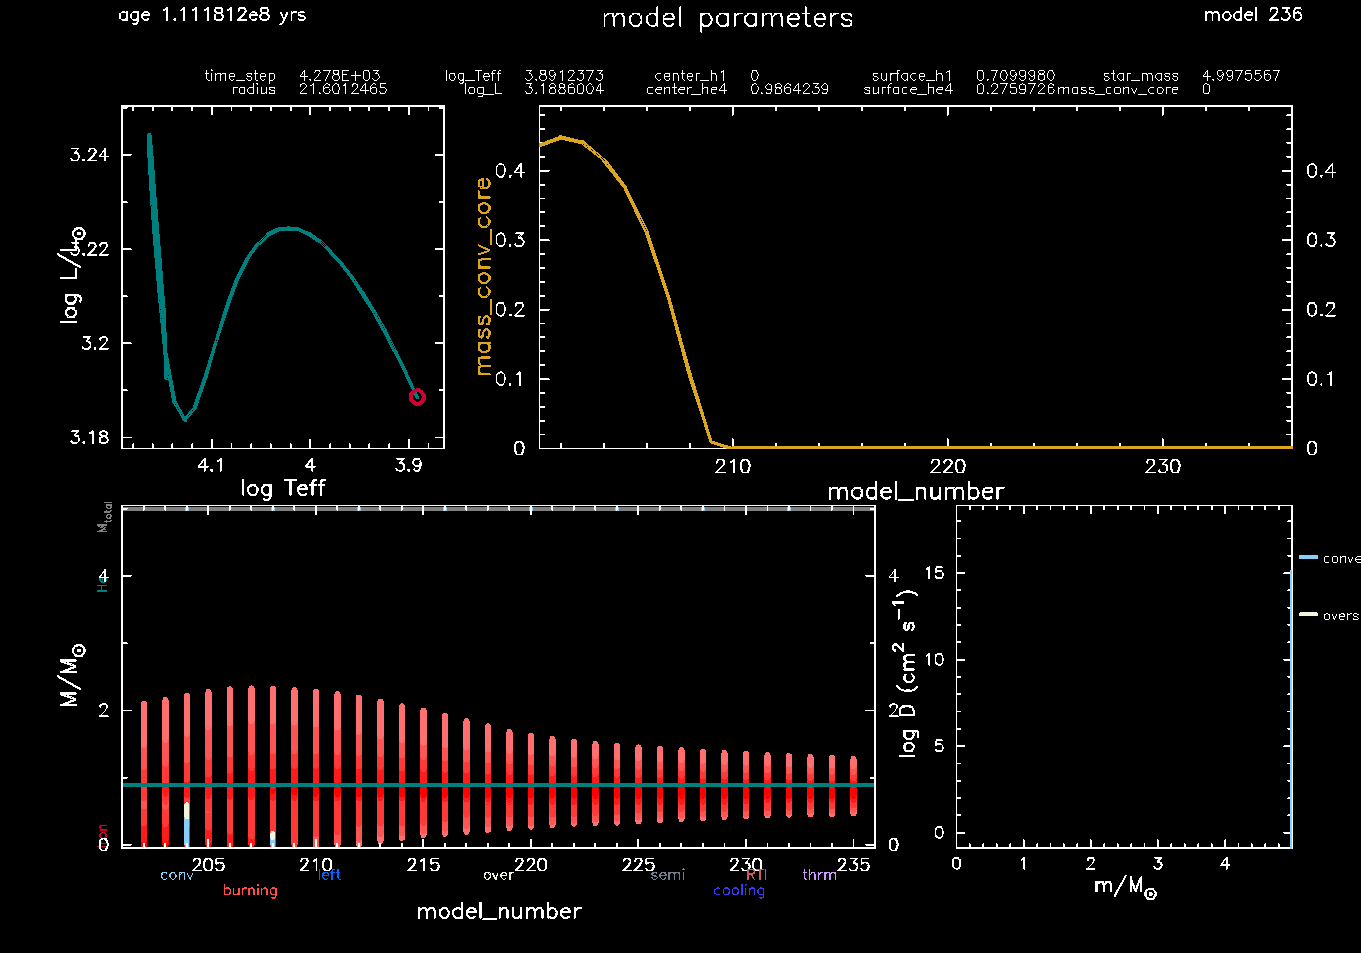 age 1.111812e8 yrs model parameters model 236
time_step 4.278E+03 log_Teff 3.8912373 center_h1 0 surface_h1 0.7099980 star_mass 4.9975567
radius 21.6012465 log_L 3.1886004 center_he4 0.9864239 surface_he4 0.2759726 mass_conv_core 0
3.24
3.22
3.2
3.18
log L/L⊙
4.1 4 3.9
log Teff
mass_conv_core
0.4 0.4
0.3 0.3
0.2 0.2
0.1 0.1
0 0
210 220 230
model_number
Mtotal
He
4 4
2 2
0 0
M/M⊙
205 210 215 220 225 230 235
conv left over semi RTI thrm
burning cooling
model_number
log D (cm² s⁻¹)
15
10
5
0
0 1 2 3 4
m/M⊙
conve
overs